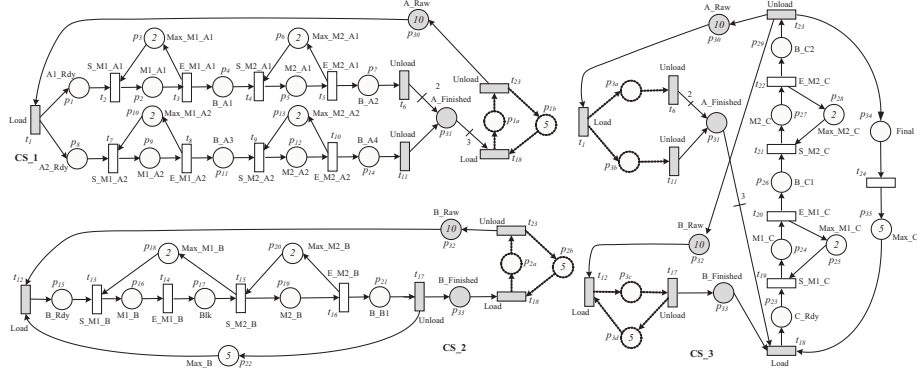 A_Raw
10
p30
p3
2
Max_M1_A1
S_M1_A1
M1_A1
E_M1_A1
A1_Rdy
p1
t2
p2
t3
p4
B_A1
p6
2
Max_M2_A1
S_M2_A1
M2_A1
E_M2_A1
t4
p5
t5
p7
B_A2
Unload
t6
2
A_Finished
p31
3
Unload
t23
p1a
p1b
5
Load
t18
Load
t1
CS_1
p10
2
Max_M1_A2
p8
A2_Rdy
t7
S_M1_A2
p9
M1_A2
t8
E_M1_A2
B_A3
p11
p13
2
Max_M2_A2
t9
S_M2_A2
p12
M2_A2
t10
E_M2_A2
B_A4
p14
Unload
t11
B_Raw
10
p32
p18
2
Max_M1_B
p20
2
Max_M2_B
t12
Load
p15
B_Rdy
t13
S_M1_B
p16
M1_B
t14
E_M1_B
p17
Blk
t15
S_M2_B
p19
M2_B
E_M2_B
t16
p21
B_B1
t17
Unload
B_Finished
p33
Unload
t23
p2a
p2b
5
t18
Load
Max_B
5
p22
CS_2
A_Raw
10
p30
Unload
t23
p3a
Unload
t6
2
A_Finished
p31
Load
t1
p3b
Unload
t11
3
B_Raw
10
p32
t12
Load
p3c
t17
Unload
p3d
5
B_Finished
p33
CS_3
p29
B_C2
t22
E_M2_C
M2_C
p27
p28
2
Max_M2_C
t21
S_M2_C
p26
B_C1
t20
E_M1_C
M1_C
p24
Max_M1_C
2
p25
t19
S_M1_C
p23
C_Rdy
t18
Load
p34
Final
t24
p35
5
Max_C